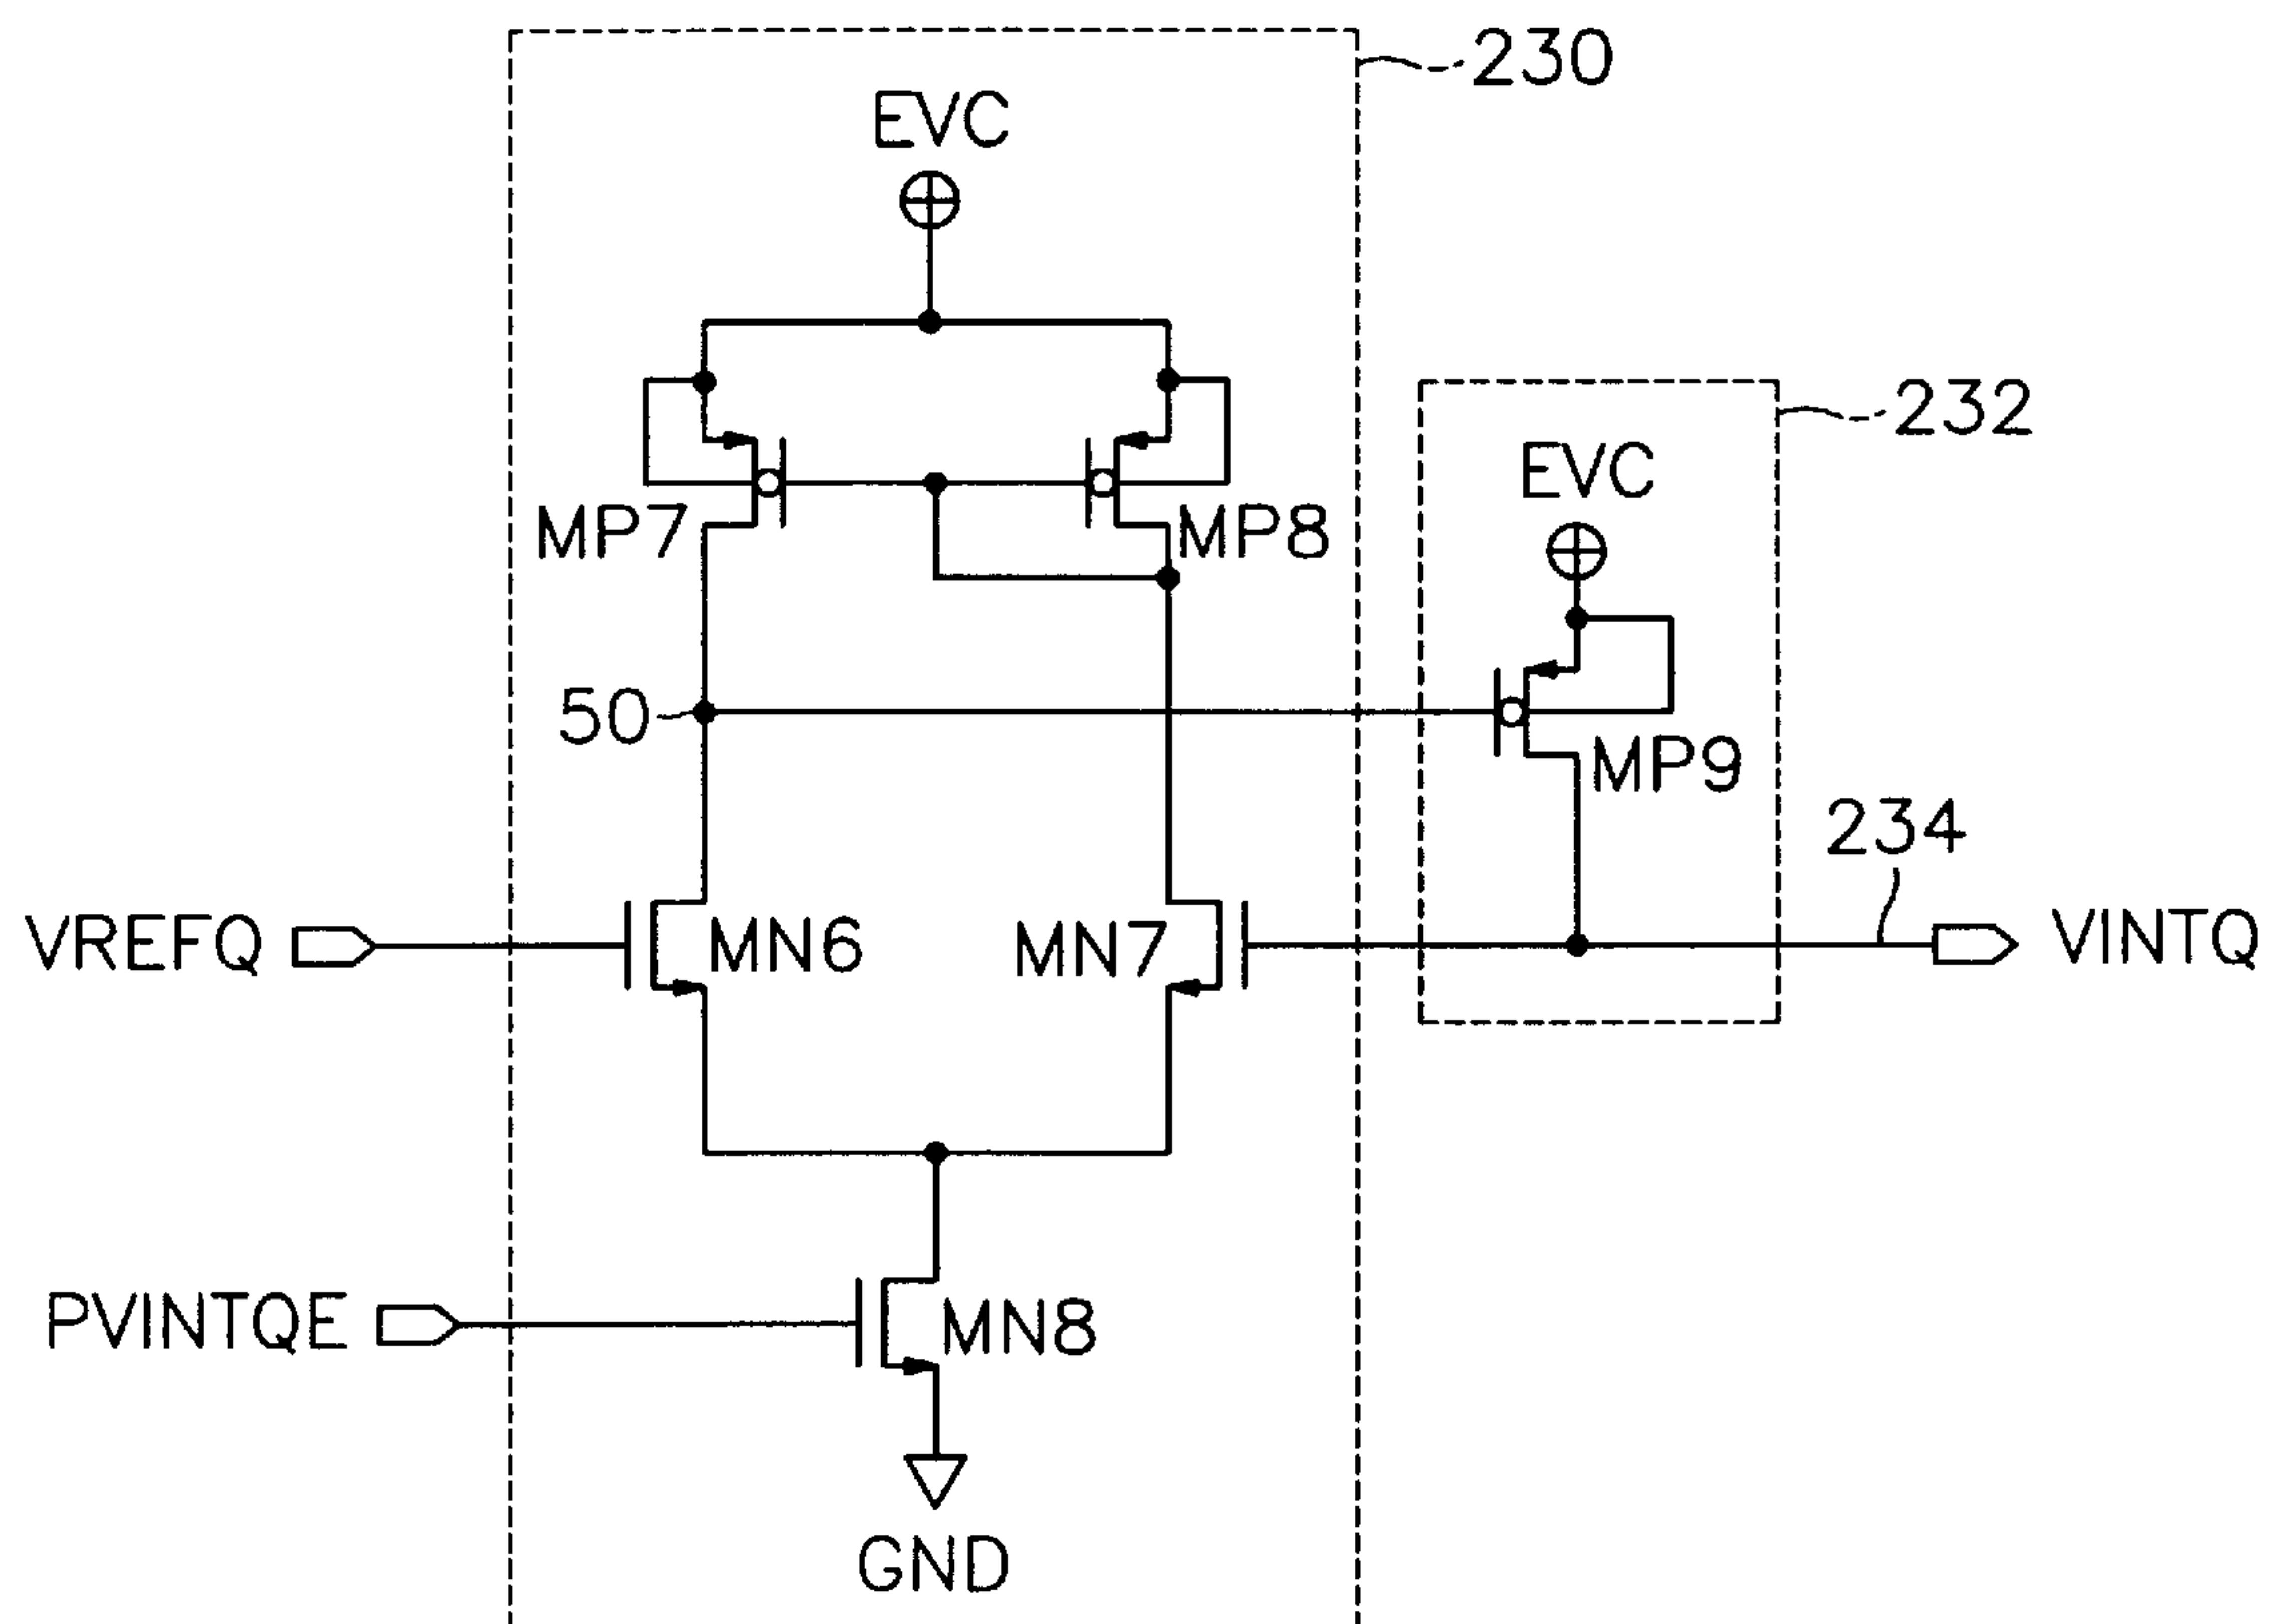 230
EVC
232
EVC
MP7
MP8
50
MP9
234
VREFQ
MN6
MN7
VINTQ
PVINTQE
MN8
GND